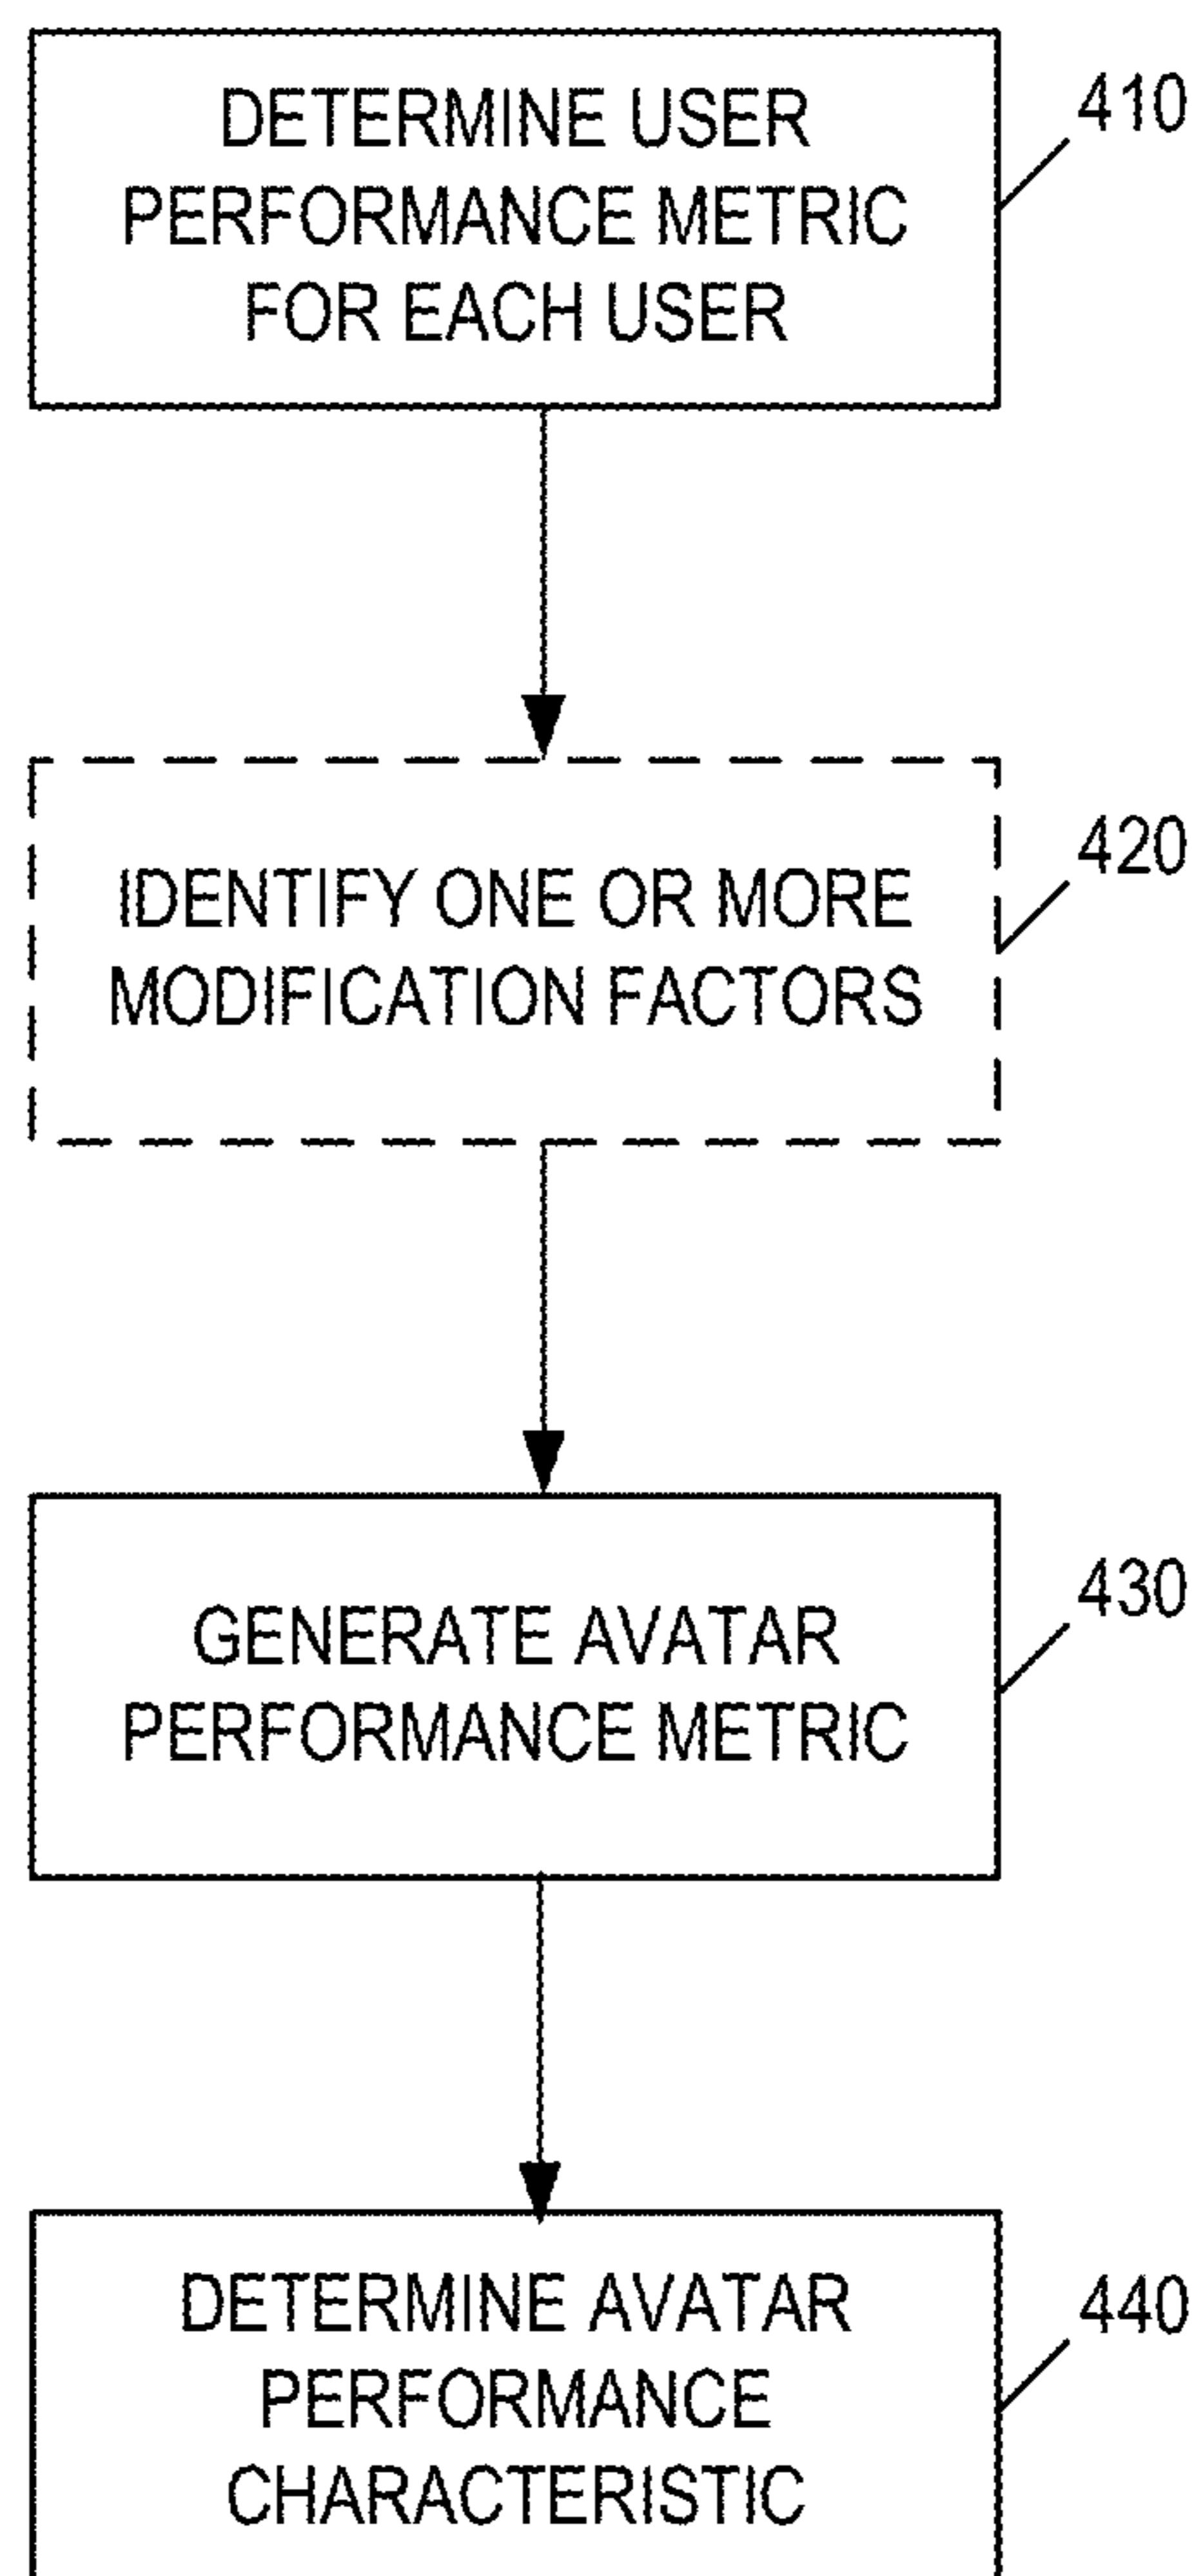 DETERMINE USER
PERFORMANCE METRIC
FOR EACH USER
410
IDENTIFY ONE OR MORE
MODIFICATION FACTORS
420
GENERATE AVATAR
PERFORMANCE METRIC
430
DETERMINE AVATAR
PERFORMANCE
CHARACTERISTIC
440